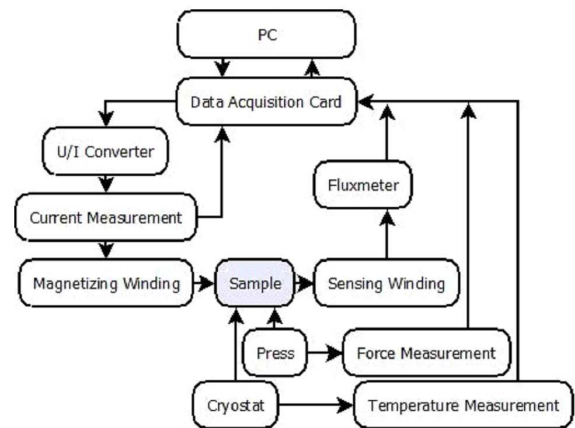 PC
Data Acquisition Card
U/I Converter
Fluxmeter
Current Measurement
Magnetizing Winding
Sample
Sensing Winding
Press
Force Measurement
Cryostat
Temperature Measurement